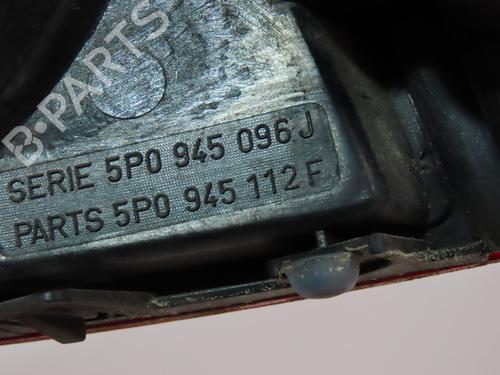 B-PARTS
SERIE 5P0 945 096 J
PARTS 5P0 945 112 F